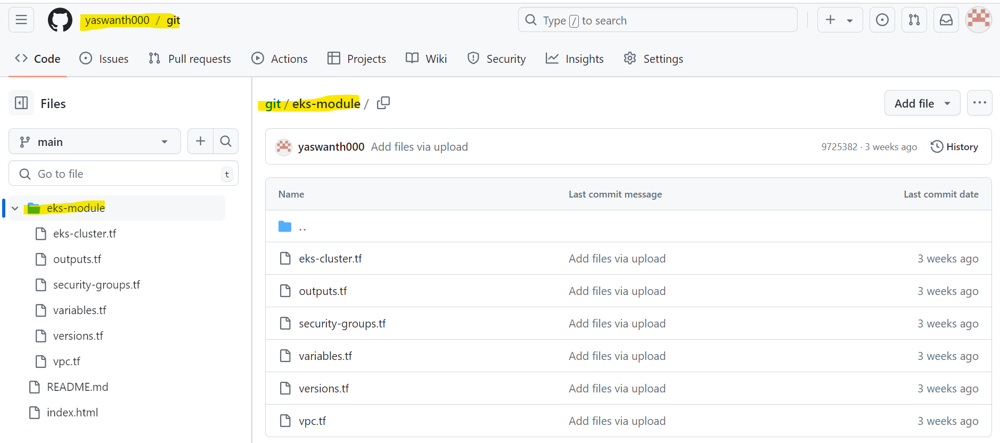 yaswanth000 / git
Type / to search
Code Issues Pull requests Actions Projects Wiki Security Insights Settings
Files
main
Go to file t
eks-module
eks-cluster.tf
outputs.tf
security-groups.tf
variables.tf
versions.tf
vpc.tf
README.md
index.html
git / eks-module /
Add file
yaswanth000 Add files via upload 9725382 · 3 weeks ago History
Name Last commit message Last commit date
..
eks-cluster.tf Add files via upload 3 weeks ago
outputs.tf Add files via upload 3 weeks ago
security-groups.tf Add files via upload 3 weeks ago
variables.tf Add files via upload 3 weeks ago
versions.tf Add files via upload 3 weeks ago
vpc.tf Add files via upload 3 weeks ago